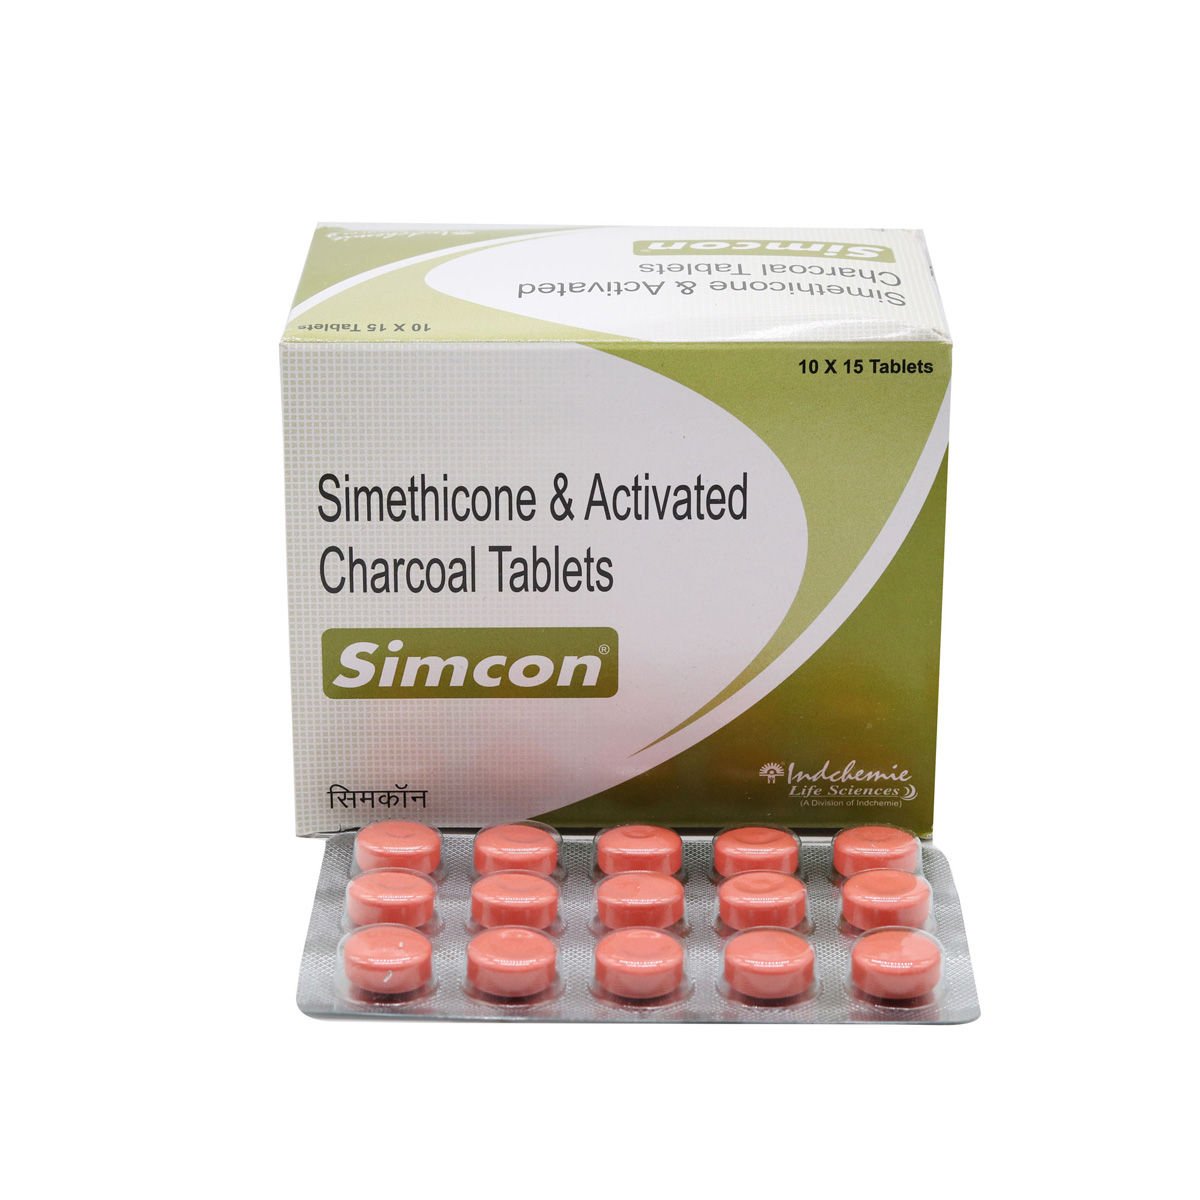 Indchemie
Simcon
Simethicone & Activated
Charcoal Tablets
10 X 15 Tablets
10 X 15 Tablets
Simethicone & Activated
Charcoal Tablets
Simcon®
सिमकॉन
Indchemie
Life Sciences
(A Division of Indchemie)